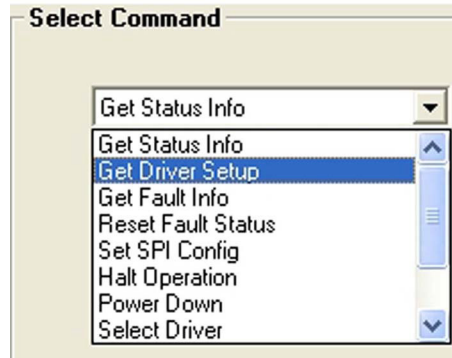 Select Command
Get Status Info
Get Status Info
Get Driver Setup
Get Fault Info
Reset Fault Status
Set SPI Config
Halt Operation
Power Down
Select Driver